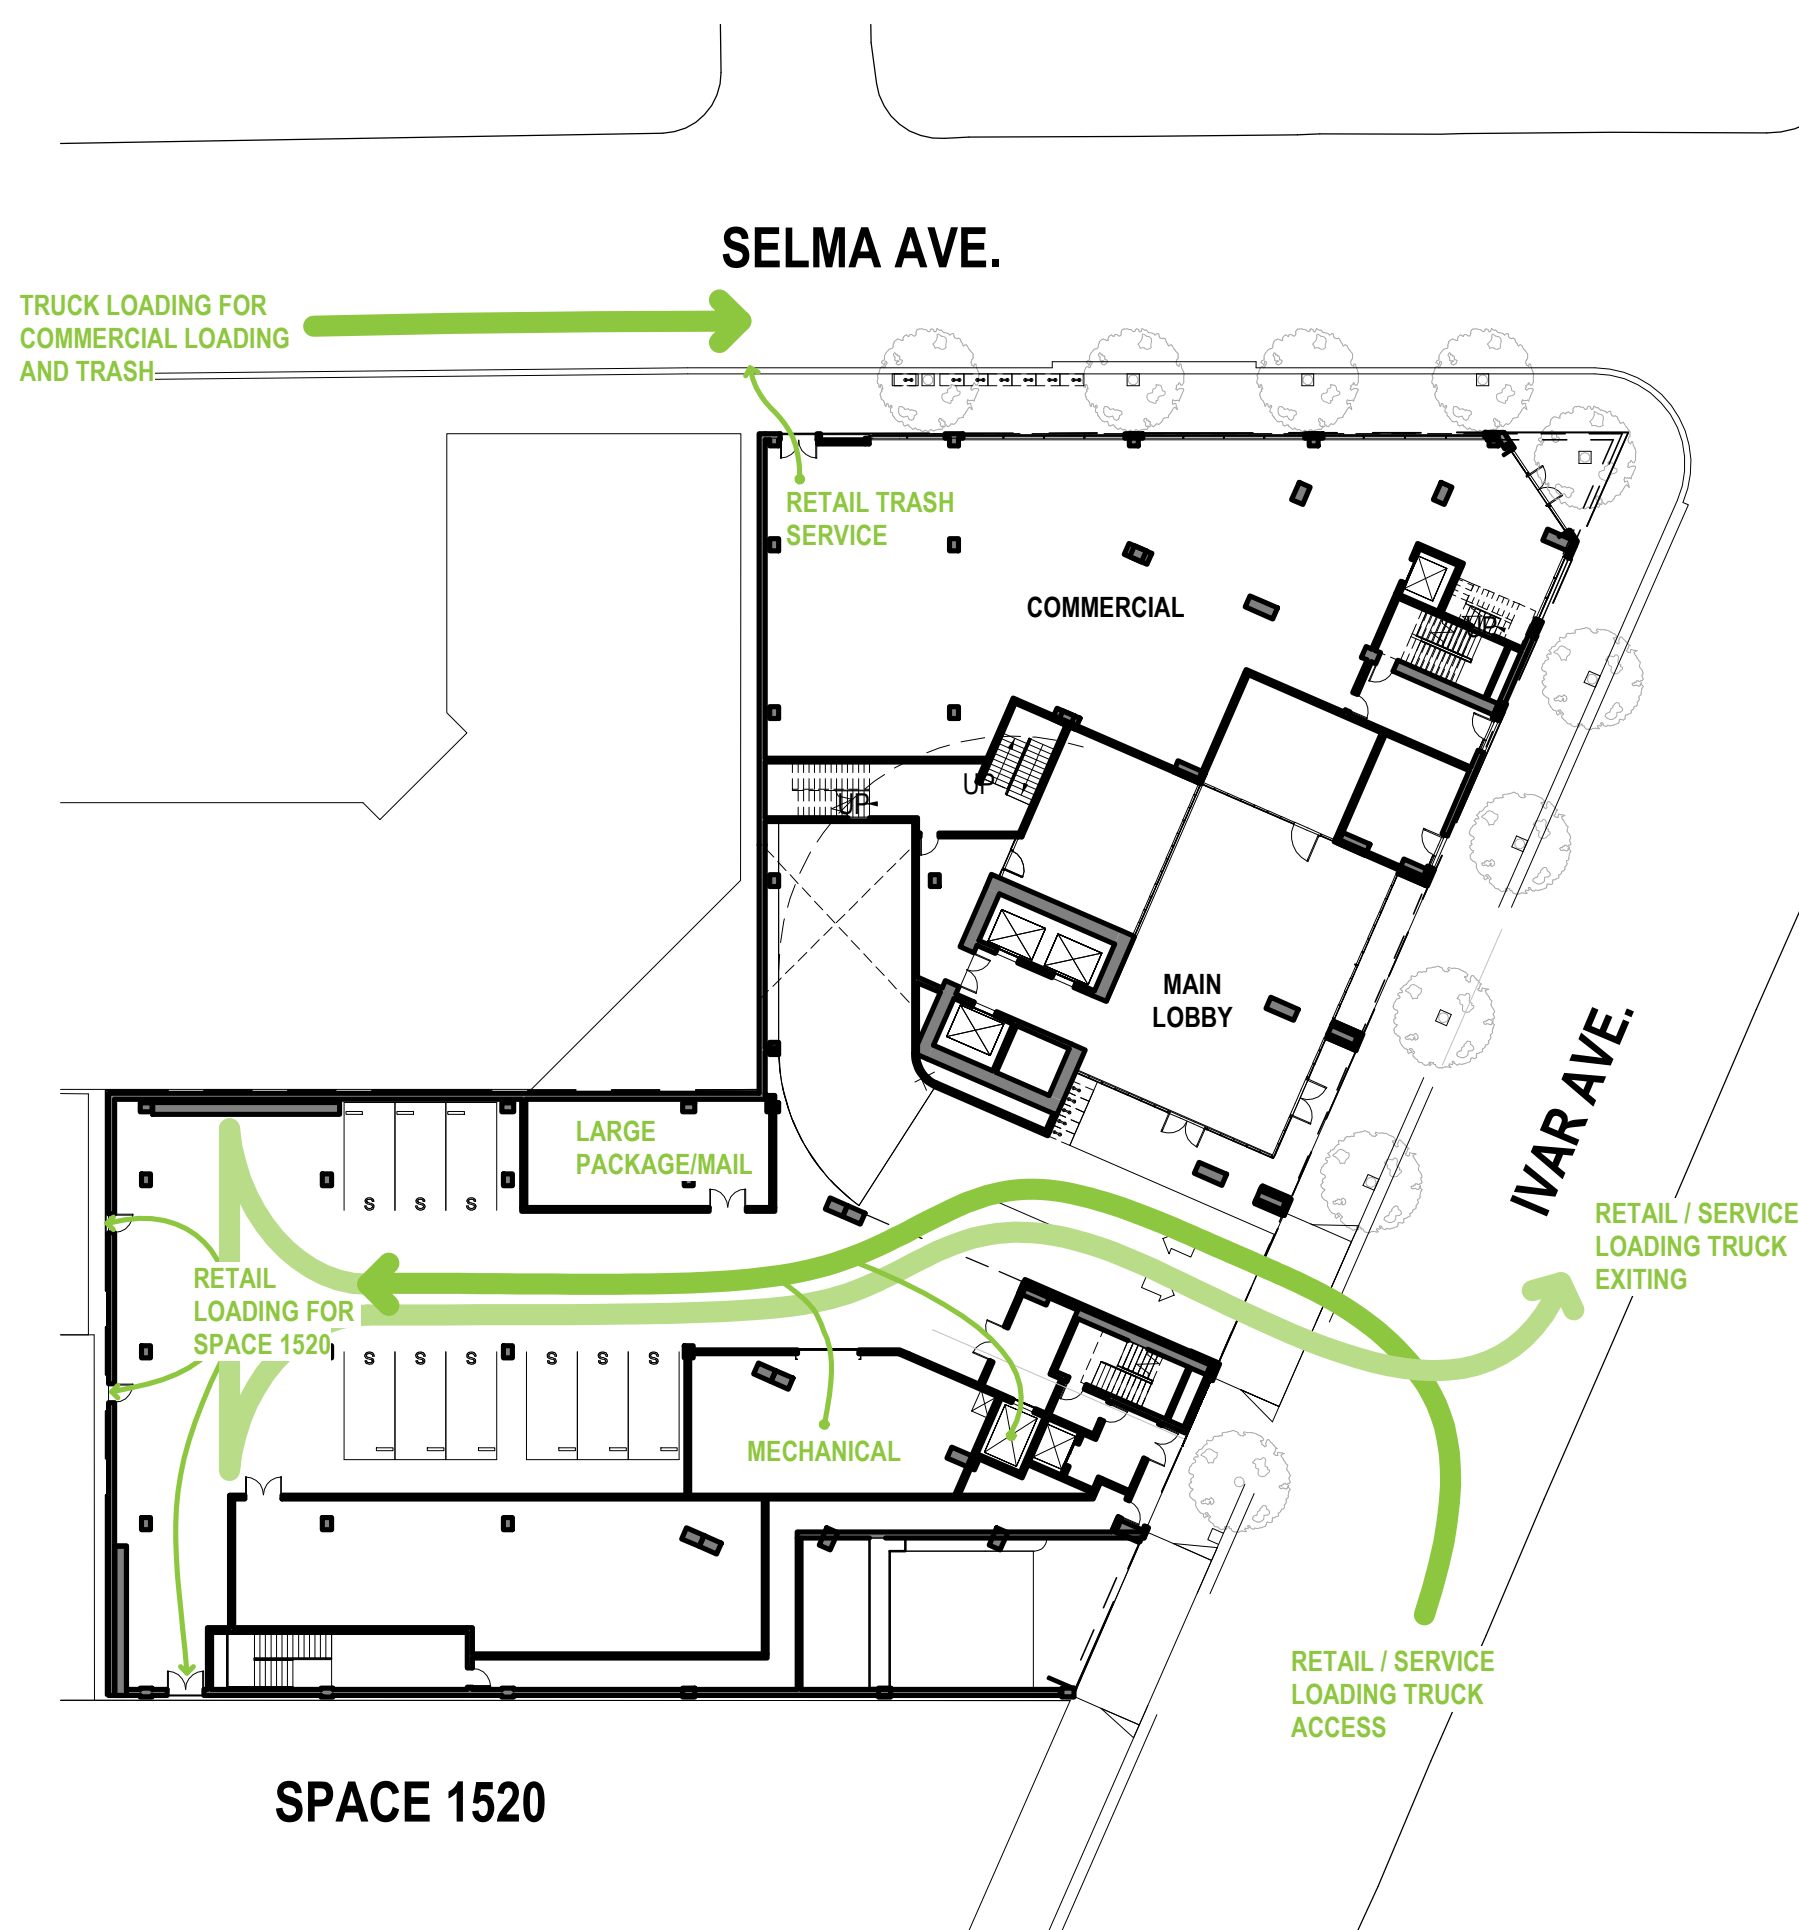 SELMA AVE.
TRUCK LOADING FOR
COMMERCIAL LOADING
AND TRASH
RETAIL TRASH
SERVICE
COMMERCIAL
UP
UP
UP
MAIN
LOBBY
IVAR AVE.
LARGE
PACKAGE/MAIL
S S S
RETAIL / SERVICE
LOADING TRUCK
EXITING
RETAIL
LOADING FOR
SPACE 1520
S S S S S S
MECHANICAL
RETAIL / SERVICE
LOADING TRUCK
ACCESS
SPACE 1520